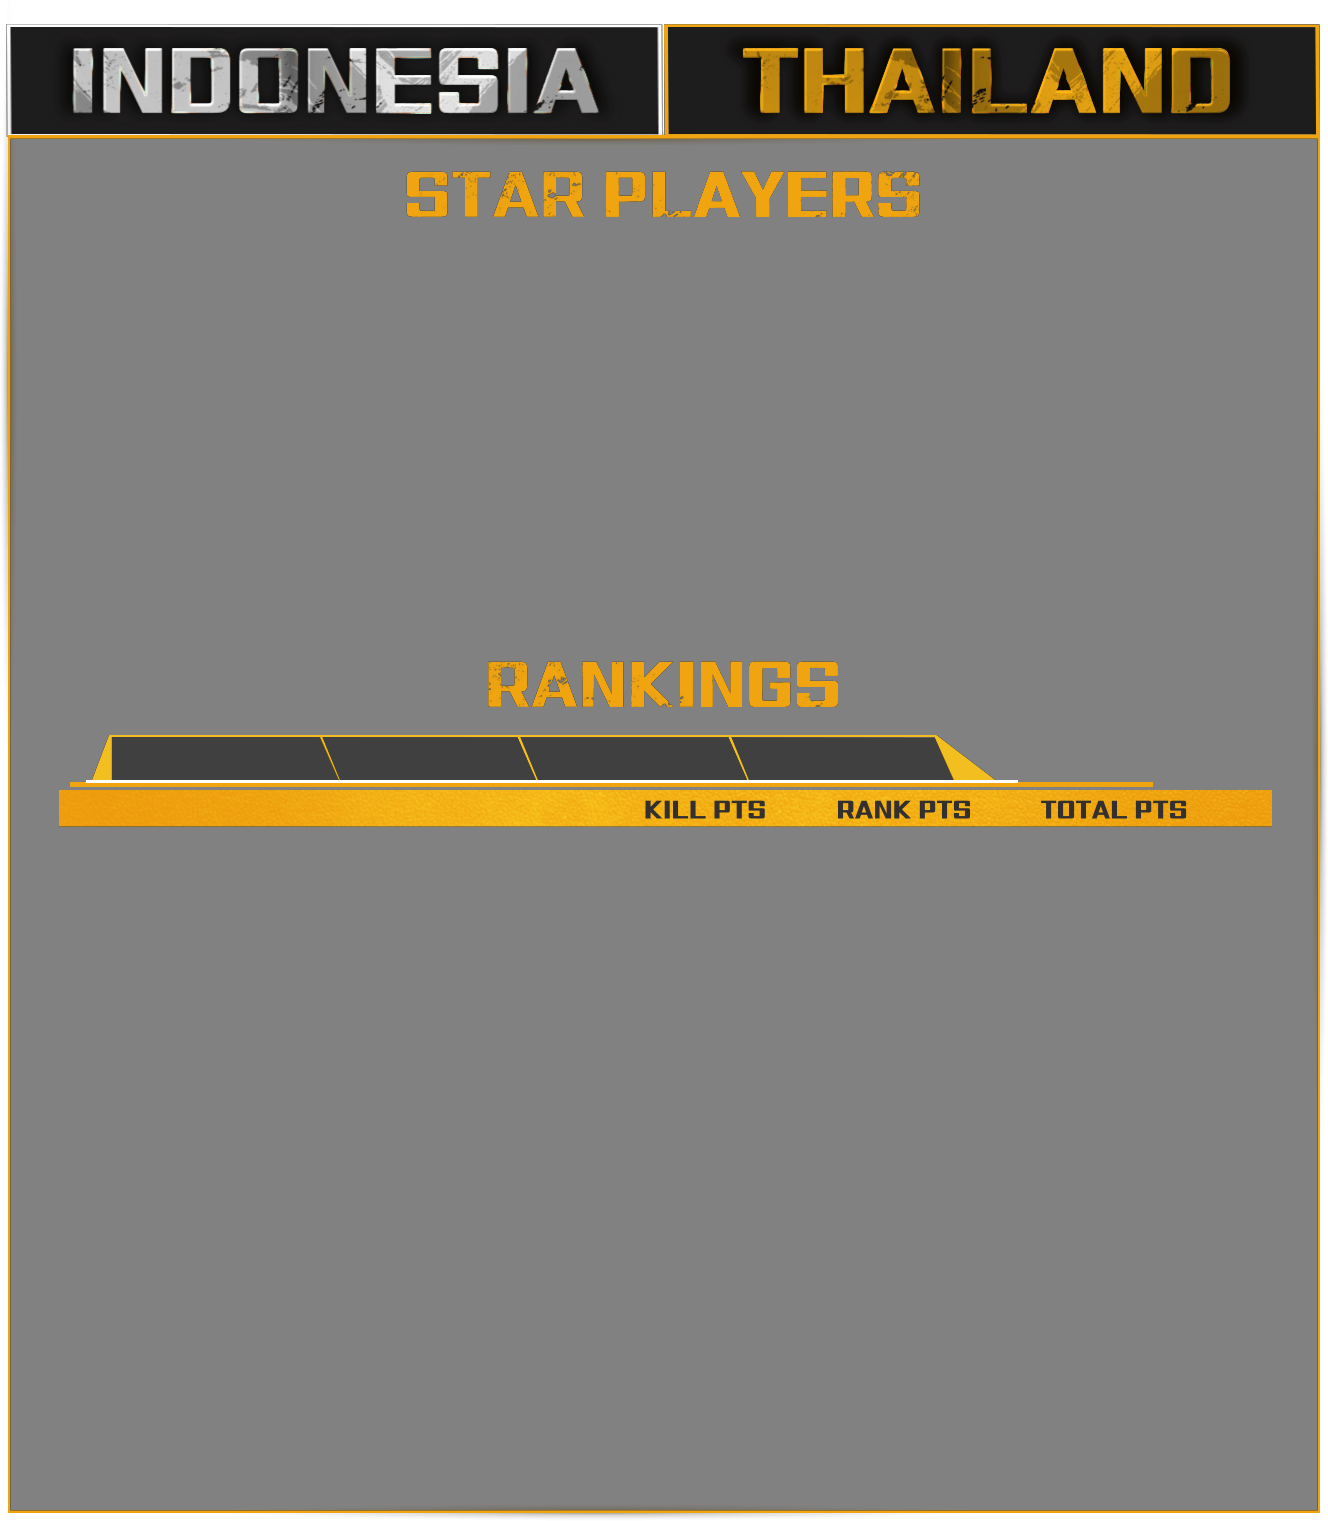 INDONESIA
THAILAND
STAR PLAYERS
RANKINGS
KILL PTS RANK PTS TOTAL PTS